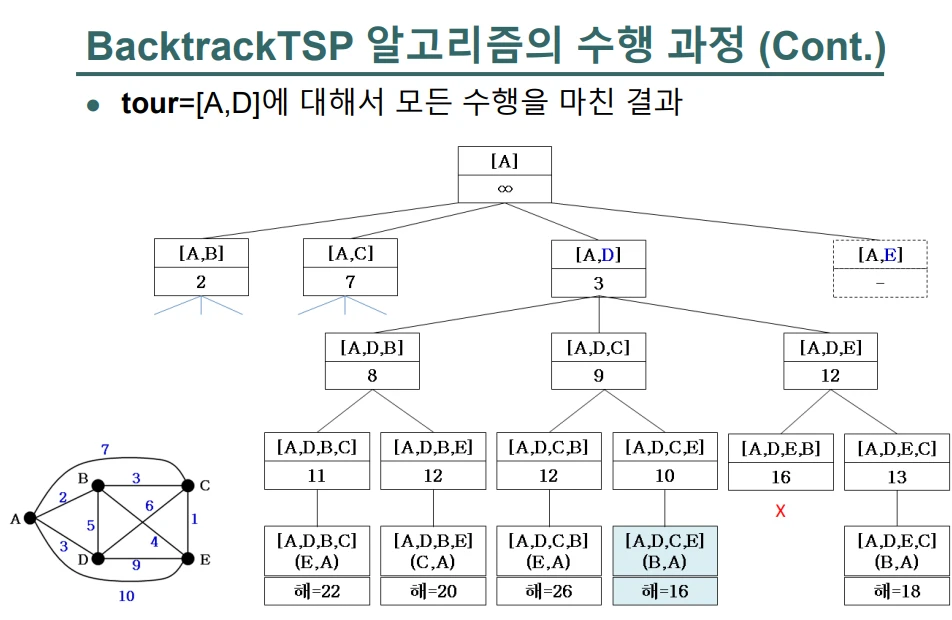 BacktrackTSP 알고리즘의 수행 과정 (Cont.)
● tour=[A,D]에 대해서 모든 수행을 마친 결과
[A]
∞
[A,B]
2
[A,C]
7
[A,D]
3
[A,E]
–
[A,D,B]
8
[A,D,C]
9
[A,D,E]
12
[A,D,B,C]
11
[A,D,B,E]
12
[A,D,C,B]
12
[A,D,C,E]
10
[A,D,E,B]
16
X
[A,D,E,C]
13
[A,D,B,C]
(E,A)
해=22
[A,D,B,E]
(C,A)
해=20
[A,D,C,B]
(E,A)
해=26
[A,D,C,E]
(B,A)
해=16
[A,D,E,C]
(B,A)
해=18
7
B
3
C
2
6
A
5
1
3
4
D
9
E
10